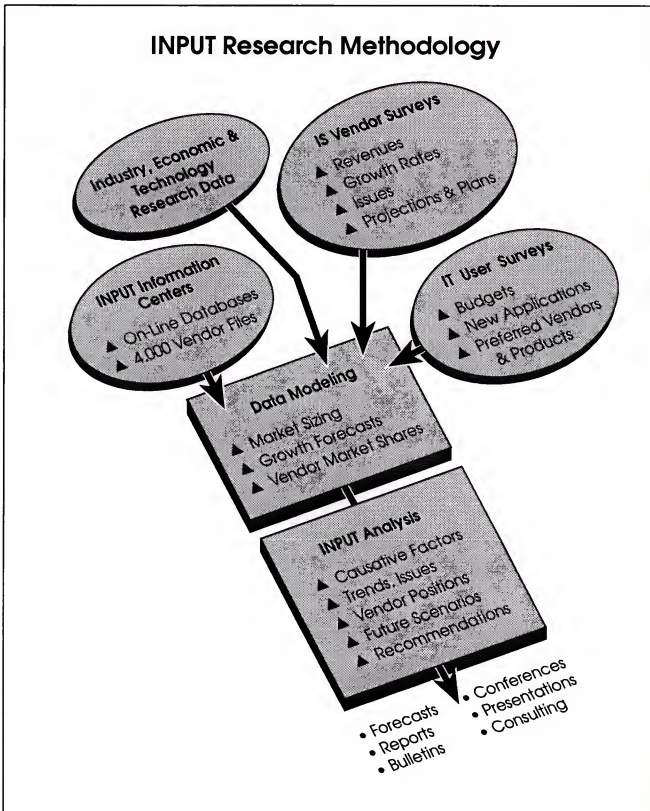 INPUT Research Methodology
Industry, Economic &
Technology
Research Data
IS Vendor Surveys
▲ Revenues
▲ Growth Rates
▲ Issues
▲ Projections & Plans
INPUT Information
Centers
▲ On-Line Databases
▲ 4,000 Vendor Files
IT User Surveys
▲ Budgets
▲ New Applications
▲ Preferred Vendors
& Products
Data Modeling
▲ Market Sizing
▲ Growth Forecasts
▲ Vendor Market Shares
INPUT Analysis
▲ Causative Factors
▲ Trends, Issues
▲ Vendor Positions
▲ Future Scenarios
▲ Recommendations
• Forecasts
• Reports
• Bulletins
• Conferences
• Presentations
• Consulting